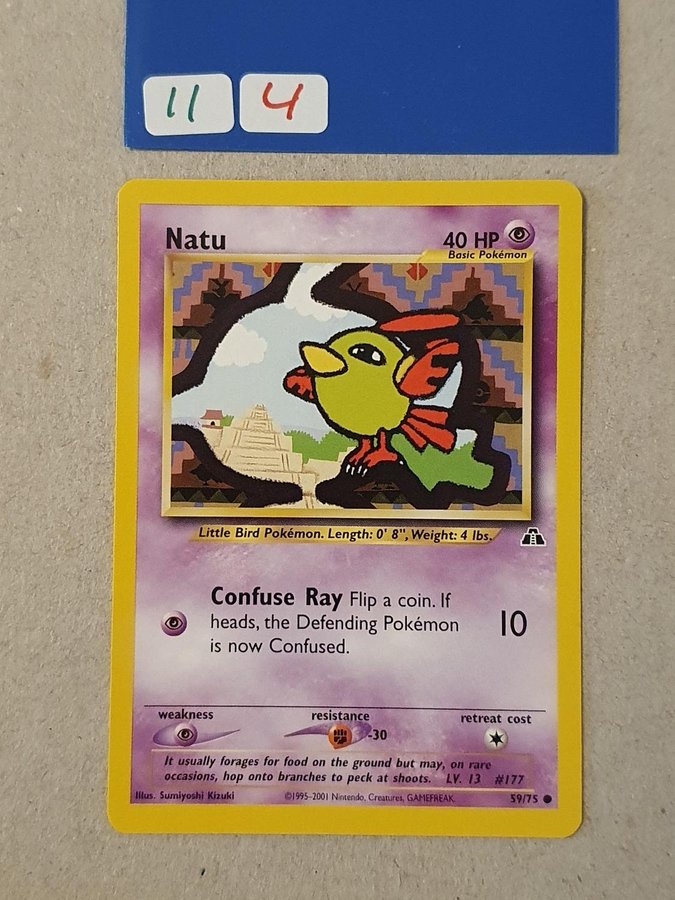 11 4
Natu 40 HP
Basic Pokémon
Little Bird Pokémon. Length: 0' 8", Weight: 4 lbs.
Confuse Ray Flip a coin. If
heads, the Defending Pokémon
is now Confused.
10
weakness resistance retreat cost
-30
It usually forages for food on the ground but may, on rare
occasions, hop onto branches to peck at shoots. LV. 13 #177
Illus. Sumiyoshi Kizuki ©1995-2001 Nintendo, Creatures, GAMEFREAK. 59/75